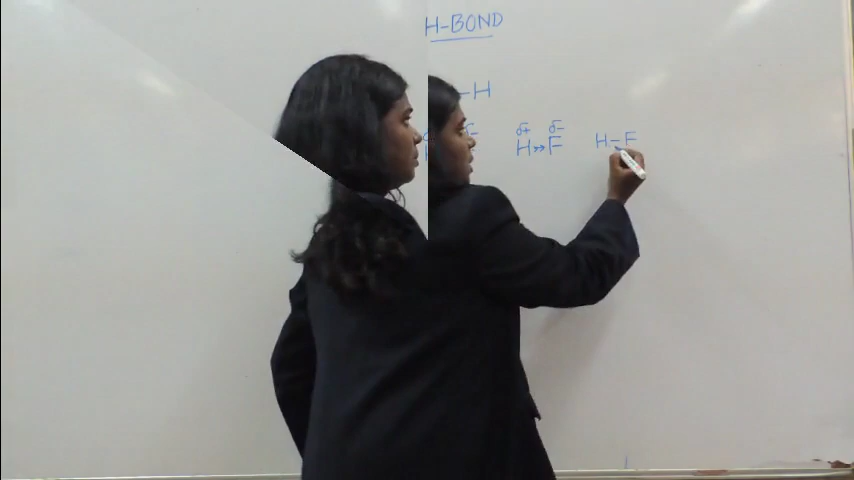 H-BOND
-H
δ+ δ- 
H→»F H-F